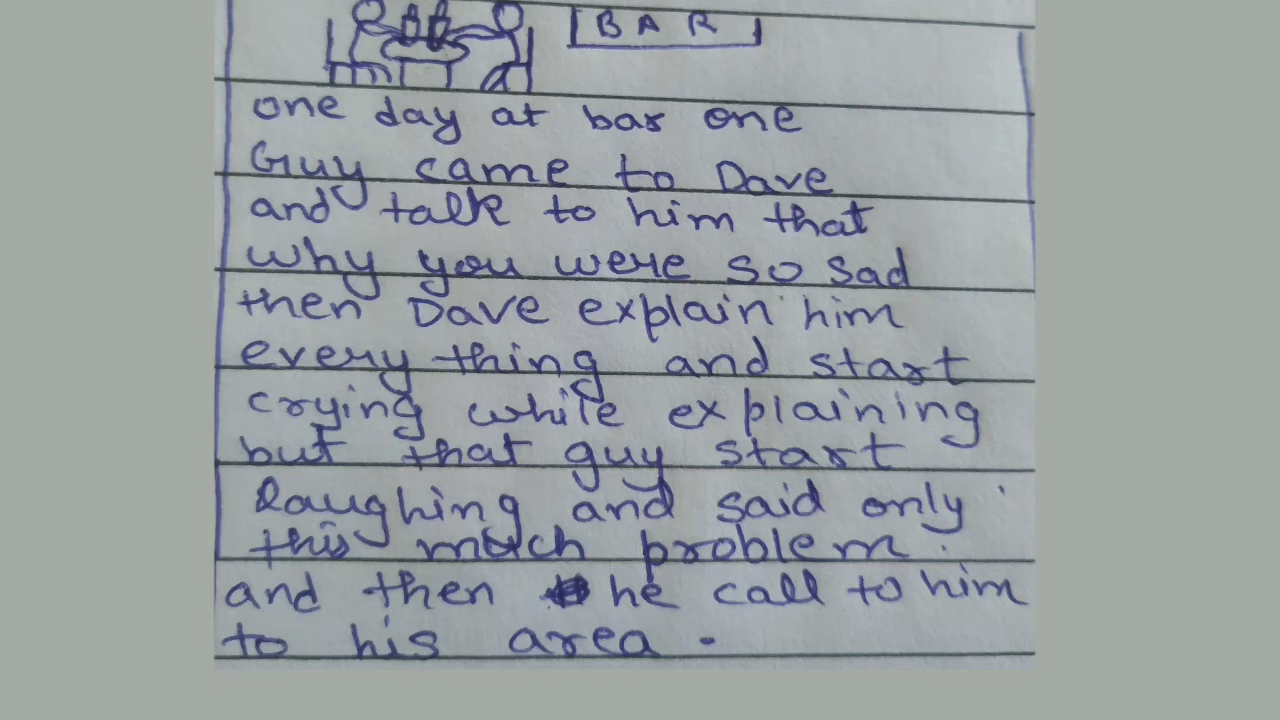 BAR
one day at bar one
Guy came to Dave
and talk to him that
why you were so sad
then Dave explain him
every thing and start
crying while explaining
but that guy start
laughing and said only
this much problem.
and then he call to him
to his area.